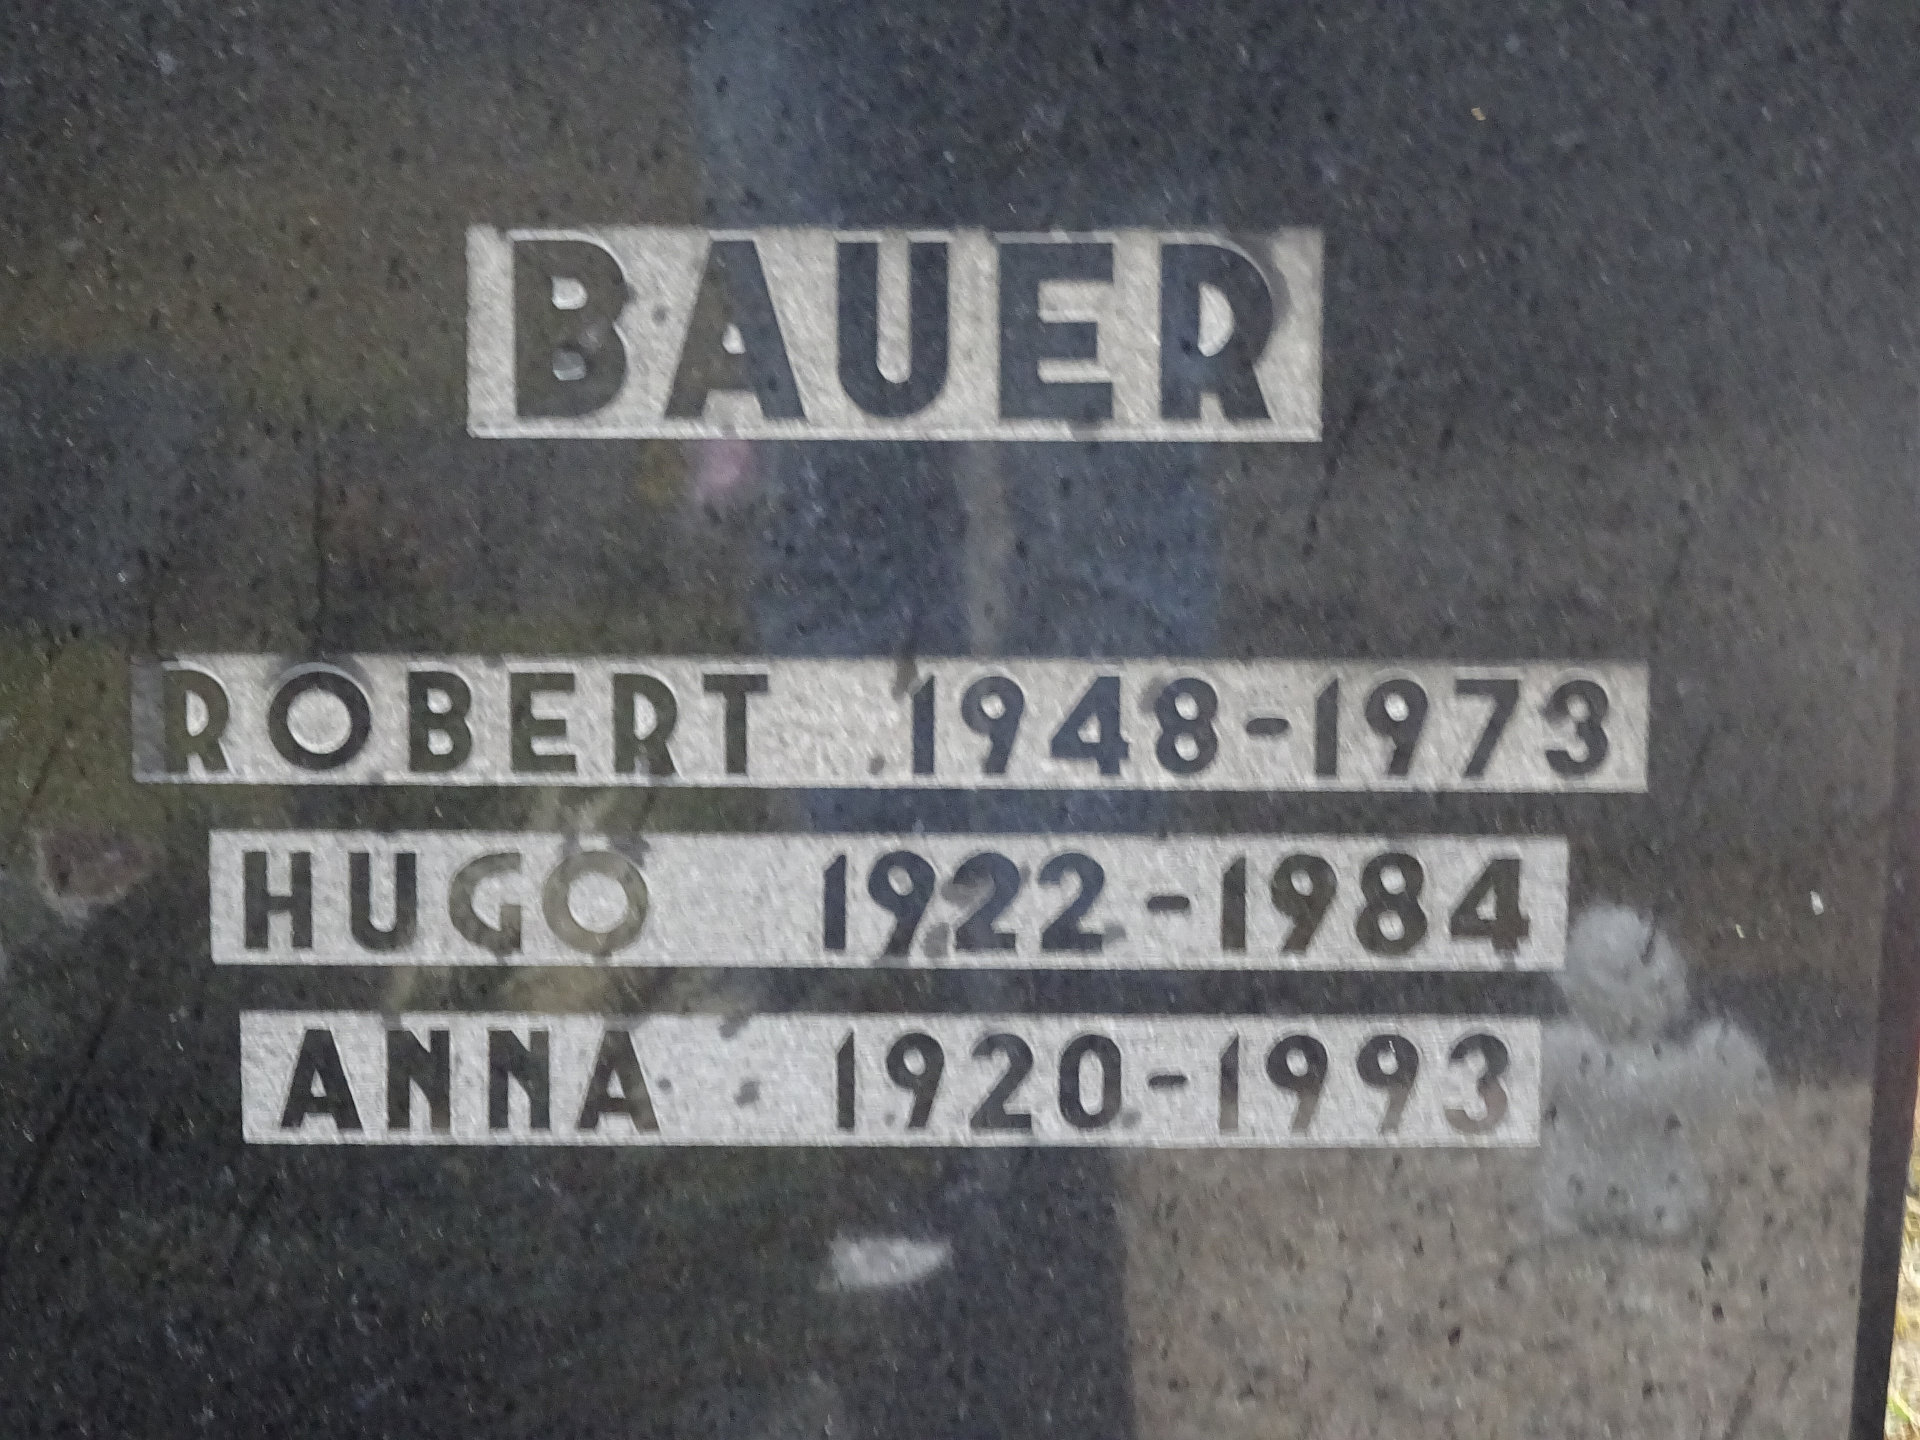 BAUER
ROBERT 1948-1973
HUGO 1922-1984
ANNA 1920-1993